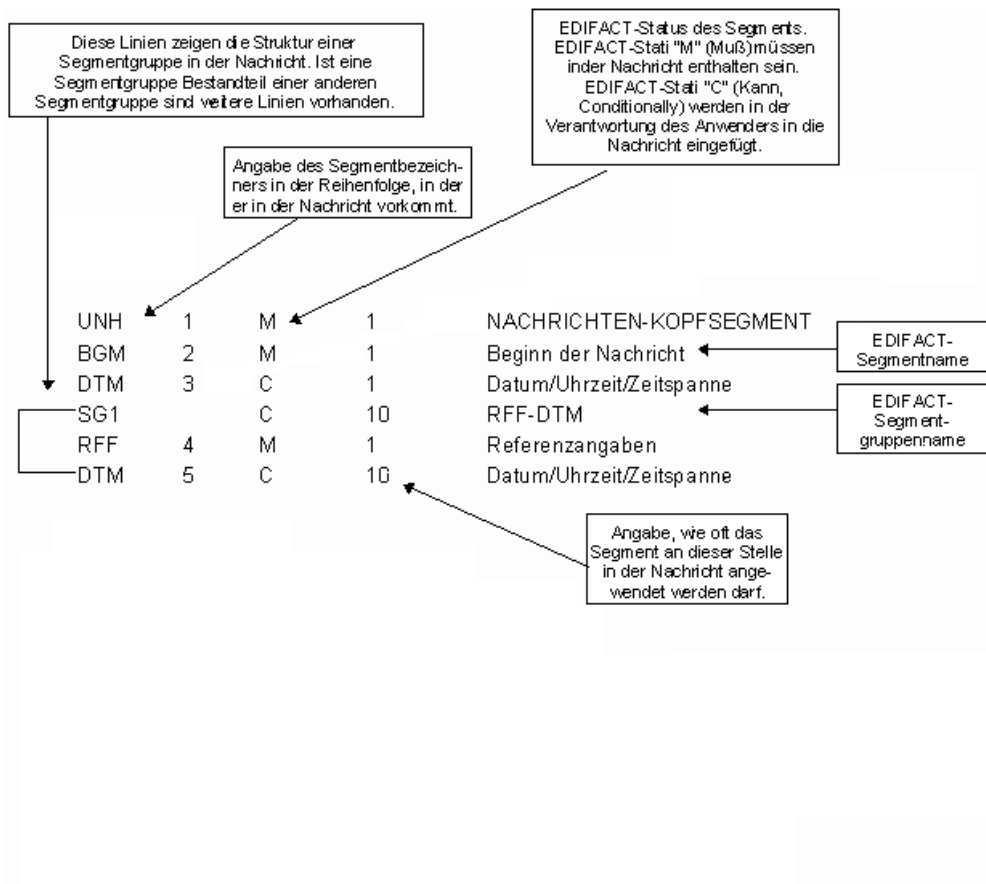 Diese Linien zeigen die Struktur einer
Segmentgruppe in der Nachricht. Ist eine
Segmentgruppe Bestandteil einer anderen
Segmentgruppe sind weitere Linien vorhanden.
EDIFACT-Status des Segments.
EDIFACT-Stati "M" (Muß) müssen
inder Nachricht enthalten sein.
EDIFACT-Stati "C" (Kann,
Conditionally) werden in der
Verantwortung des Anwenders in die
Nachricht eingefügt.
Angabe des Segmentbezeich-
ners in der Reihenfolge, in der
er in der Nachricht vorkommt.
UNH 1 M 1 NACHRICHTEN-KOPFSEGMENT
BGM 2 M 1 Beginn der Nachricht
DTM 3 C 1 Datum/Uhrzeit/Zeitspanne
SG1 C 10 RFF-DTM
RFF 4 M 1 Referenzangaben
DTM 5 C 10 Datum/Uhrzeit/Zeitspanne
EDIFACT-
Segmentname
EDIFACT-
Segment-
gruppenname
Angabe, wie oft das
Segment an dieser Stelle
in der Nachricht ange-
wendet werden darf.